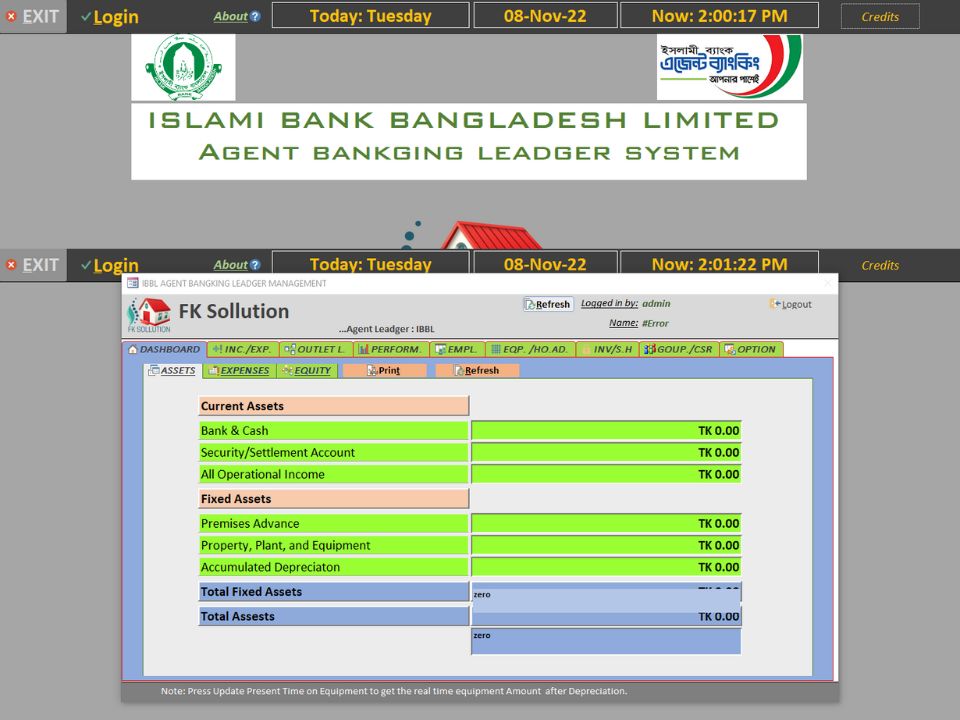 EXIT Login About? Today: Tuesday 08-Nov-22 Now: 2:00:17 PM Credits
ইসলামী ব্যাংক
এজেন্ট ব্যাংকিং
আপনার পাশেই
ISLAMI BANK BANGLADESH LIMITED
AGENT BANKGING LEADGER SYSTEM
EXIT Login About? Today: Tuesday 08-Nov-22 Now: 2:01:22 PM Credits
IBBL AGENT BANGKING LEADGER MANAGEMENT
FK Sollution Refresh Logged in by: admin Logout
FK SOLLUTION ...Agent Leadger : IBBL Name: #Error
DASHBOARD INC./EXP. OUTLET L. PERFORM. EMPL. EQP. /HO.AD. INV/S.H GOUP./CSR OPTION
ASSETS EXPENSES EQUITY Print Refresh
Current Assets
Bank & Cash TK 0.00
Security/Settlement Account TK 0.00
All Operational Income TK 0.00
Fixed Assets
Premises Advance TK 0.00
Property, Plant, and Equipment TK 0.00
Accumulated Depreciaton TK 0.00
Total Fixed Assets zero
Total Assests TK 0.00
zero
Note: Press Update Present Time on Equipment to get the real time equipment Amount after Depreciation.